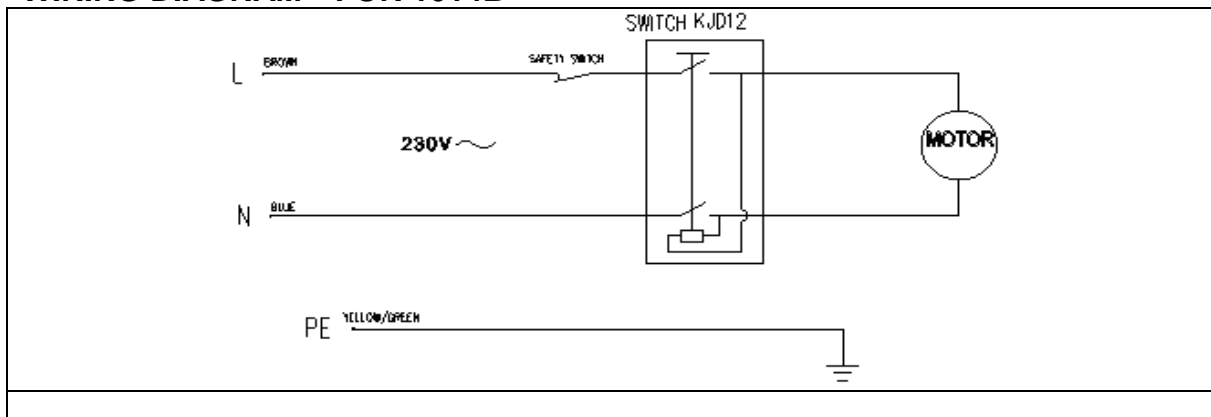 SWITCH KJD12
L BROWN SAFETY SWITCH
230V
MOTOR
N BLUE
PE YELLOW/GREEN